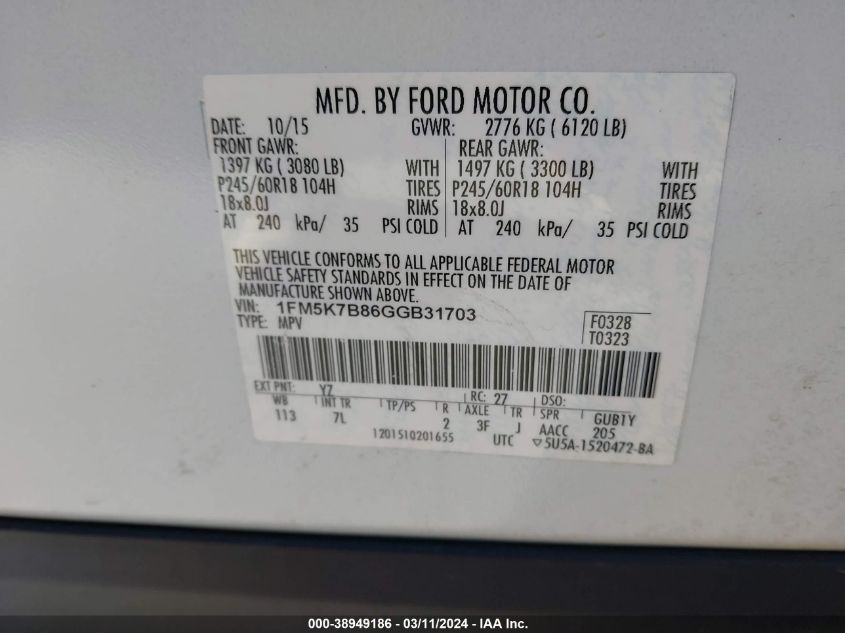 MFD. BY FORD MOTOR CO.
DATE: 10/15 GVWR: 2776 KG ( 6120 LB)
FRONT GAWR: REAR GAWR:
1397 KG ( 3080 LB) WITH 1497 KG ( 3300 LB) WITH
P245/60R18 104H TIRES P245/60R18 104H TIRES
18x8.0J RIMS 18x8.0J RIMS
AT 240 kPa/ 35 PSI COLD AT 240 kPa/ 35 PSI COLD
THIS VEHICLE CONFORMS TO ALL APPLICABLE FEDERAL MOTOR
VEHICLE SAFETY STANDARDS IN EFFECT ON THE DATE OF
MANUFACTURE SHOWN ABOVE.
VIN: 1FM5K7B86GGB31703 F0328
TYPE: MPV T0323
EXT PNT: YZ RC: 27 DSO:
WB INT TR TP/PS R AXLE TR SPR GUB1Y
113 7L 2 3F J AACC 205
1201510201655 UTC ▽5U5A-1520472-BA
000-38949186 - 03/11/2024 - IAA Inc.